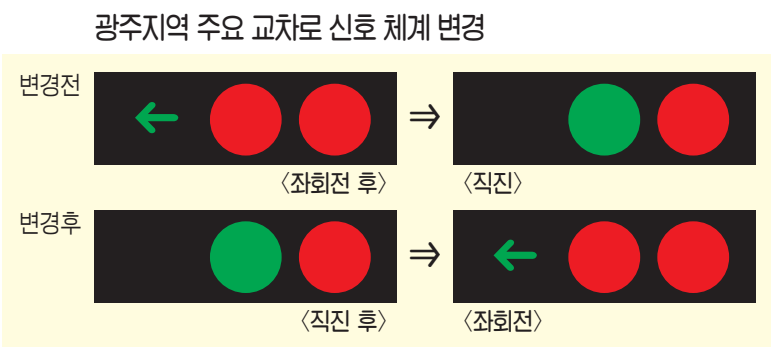 광주지역 주요 교차로 신호 체계 변경
변경전
〈좌회전 후〉 〈직진〉
변경후
〈직진 후〉 〈좌회전〉